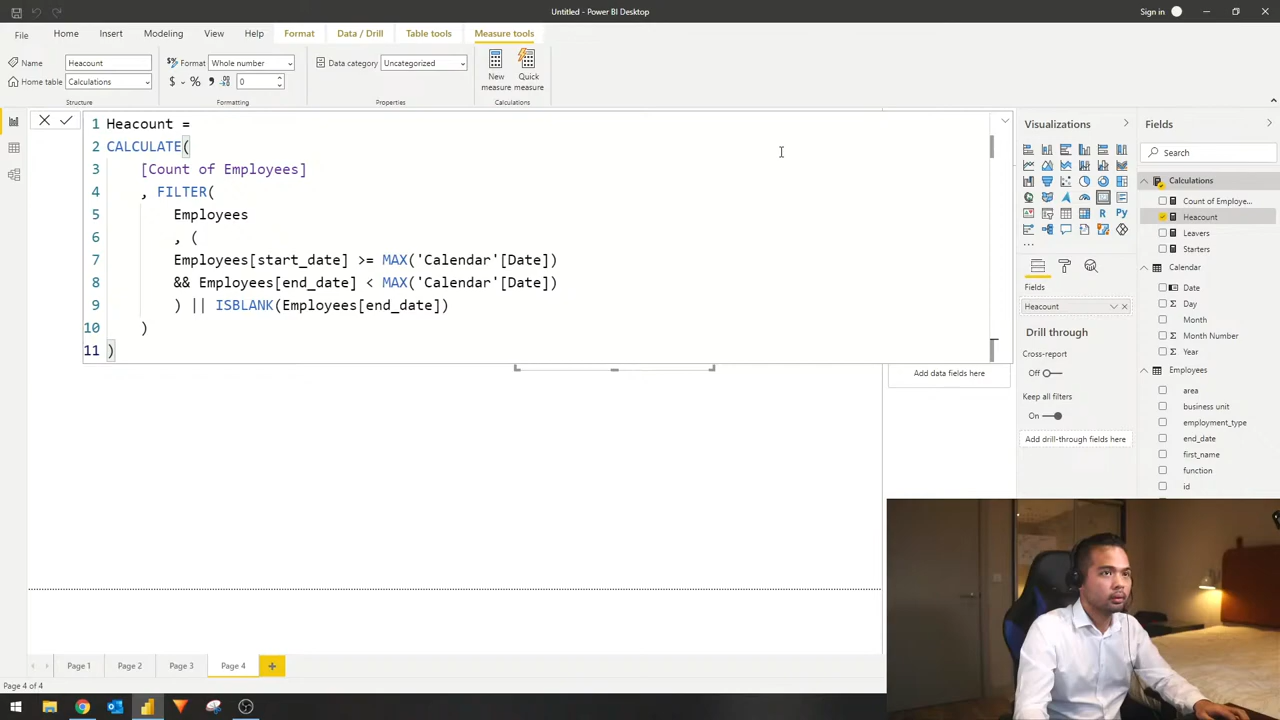 Untitled - Power BI Desktop
Sign in
File
Home
Insert
Modeling
View
Help
Format
Data / Drill
Table tools
Measure tools
Name
Heacount
Home table
Calculations
Structure
Format
Whole number
$
%
0
Formatting
Data category
Uncategorized
Properties
New measure
Quick measure
Calculations
1 Heacount =
2 CALCULATE(
3 [Count of Employees]
4 , FILTER(
5 Employees
6 , (
7 Employees[start_date] >= MAX('Calendar'[Date])
8 && Employees[end_date] < MAX('Calendar'[Date])
9 ) || ISBLANK(Employees[end_date])
10 )
11 )
Visualizations
R
Py
Fields
Heacount
Drill through
Cross-report
Off
Keep all filters
On
Add drill-through fields here
Add data fields here
Fields
Search
Calculations
Count of Employe...
Heacount
Leavers
Starters
Calendar
Date
Day
Month
Month Number
Year
Employees
area
business unit
employment_type
end_date
first_name
function
id
Page 1
Page 2
Page 3
Page 4
Page 4 of 4